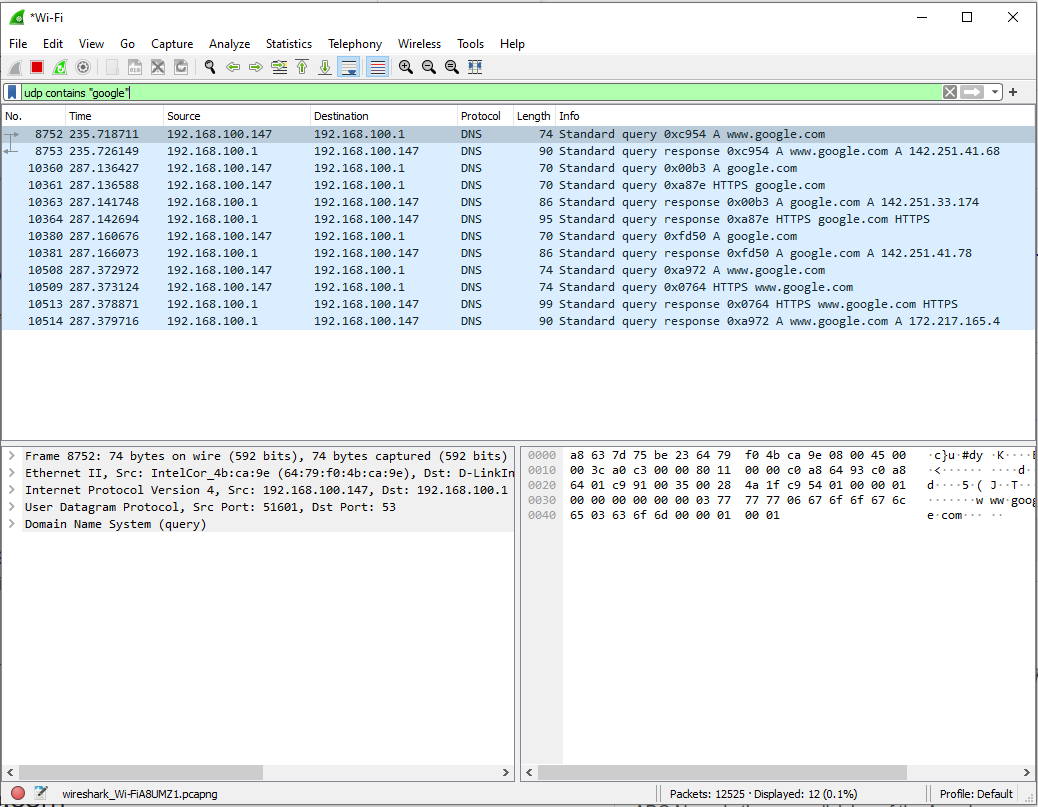 *Wi-Fi
File Edit View Go Capture Analyze Statistics Telephony Wireless Tools Help
udp contains "google"
No. Time Source Destination Protocol Length Info
8752 235.718711 192.168.100.147 192.168.100.1 DNS 74 Standard query 0xc954 A www.google.com
8753 235.726149 192.168.100.1 192.168.100.147 DNS 90 Standard query response 0xc954 A www.google.com A 142.251.41.68
10360 287.136427 192.168.100.147 192.168.100.1 DNS 70 Standard query 0x00b3 A google.com
10361 287.136588 192.168.100.147 192.168.100.1 DNS 70 Standard query 0xa87e HTTPS google.com
10363 287.141748 192.168.100.1 192.168.100.147 DNS 86 Standard query response 0x00b3 A google.com A 142.251.33.174
10364 287.142694 192.168.100.1 192.168.100.147 DNS 95 Standard query response 0xa87e HTTPS google.com HTTPS
10380 287.160676 192.168.100.147 192.168.100.1 DNS 70 Standard query 0xfd50 A google.com
10381 287.166073 192.168.100.1 192.168.100.147 DNS 86 Standard query response 0xfd50 A google.com A 142.251.41.78
10508 287.372972 192.168.100.147 192.168.100.1 DNS 74 Standard query 0xa972 A www.google.com
10509 287.373124 192.168.100.147 192.168.100.1 DNS 74 Standard query 0x0764 HTTPS www.google.com
10513 287.378871 192.168.100.1 192.168.100.147 DNS 99 Standard query response 0x0764 HTTPS www.google.com HTTPS
10514 287.379716 192.168.100.1 192.168.100.147 DNS 90 Standard query response 0xa972 A www.google.com A 172.217.165.4
Frame 8752: 74 bytes on wire (592 bits), 74 bytes captured (592 bits)
Ethernet II, Src: IntelCor_4b:ca:9e (64:79:f0:4b:ca:9e), Dst: D-LinkIn
Internet Protocol Version 4, Src: 192.168.100.147, Dst: 192.168.100.1
User Datagram Protocol, Src Port: 51601, Dst Port: 53
Domain Name System (query)
0000 a8 63 7d 75 be 23 64 79 f0 4b ca 9e 08 00 45 00 ·c}u·#dy ·K····E
0010 00 3c a0 c3 00 00 80 11 00 00 c0 a8 64 93 c0 a8 ·<······ ····d···
0020 64 01 c9 91 00 35 00 28 4a 1f c9 54 01 00 00 01 d····5·( J··T····
0030 00 00 00 00 00 00 03 77 77 77 06 67 6f 6f 67 6c ·······w ww·goog
0040 65 03 63 6f 6d 00 00 01 00 01 e·com··· ··
wireshark_Wi-FiA8UMZ1.pcapng
Packets: 12525 · Displayed: 12 (0.1%)
Profile: Default